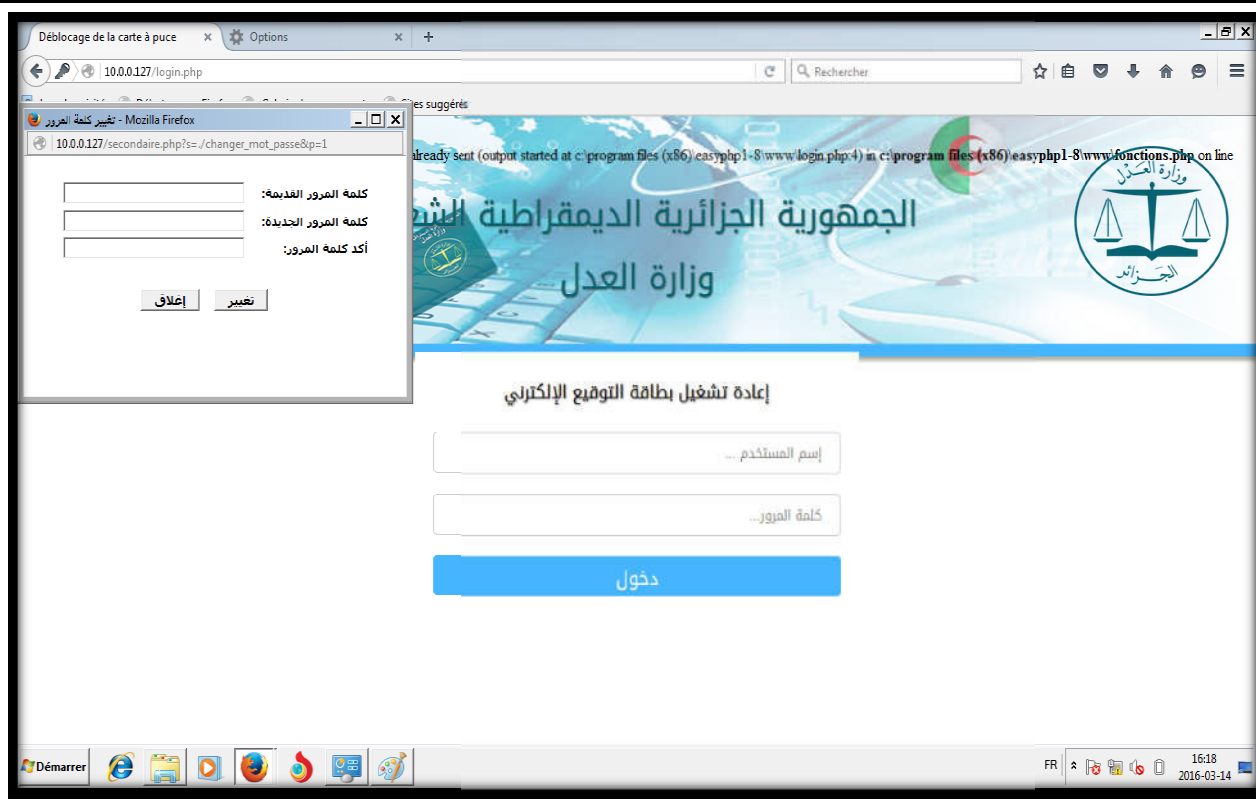 Déblocage de la carte à puce
Options
10.0.0.127/login.php
Rechercher
Sites suggérés
تغيير كلمة المرور - Mozilla Firefox
10.0.0.127/secondaire.php?s=./changer_mot_passe&p=1
كلمة المرور القديمة:
كلمة المرور الجديدة:
أكد كلمة المرور:
تغيير
إغلاق
already sent (output started at c:\program files (x86)\easyphp1-8\www\login.php:4) in c:\program files (x86)\easyphp1-8\www\fonctions.php on line
وزارة العدل
الجزائر
الجمهورية الجزائرية الديمقراطية الشع
وزارة العدل
إعادة تشغيل بطاقة التوقيع الإلكترني
إسم المستخدم ...
كلمة المرور...
دخول
Démarrer
FR
16:18
2016-03-14